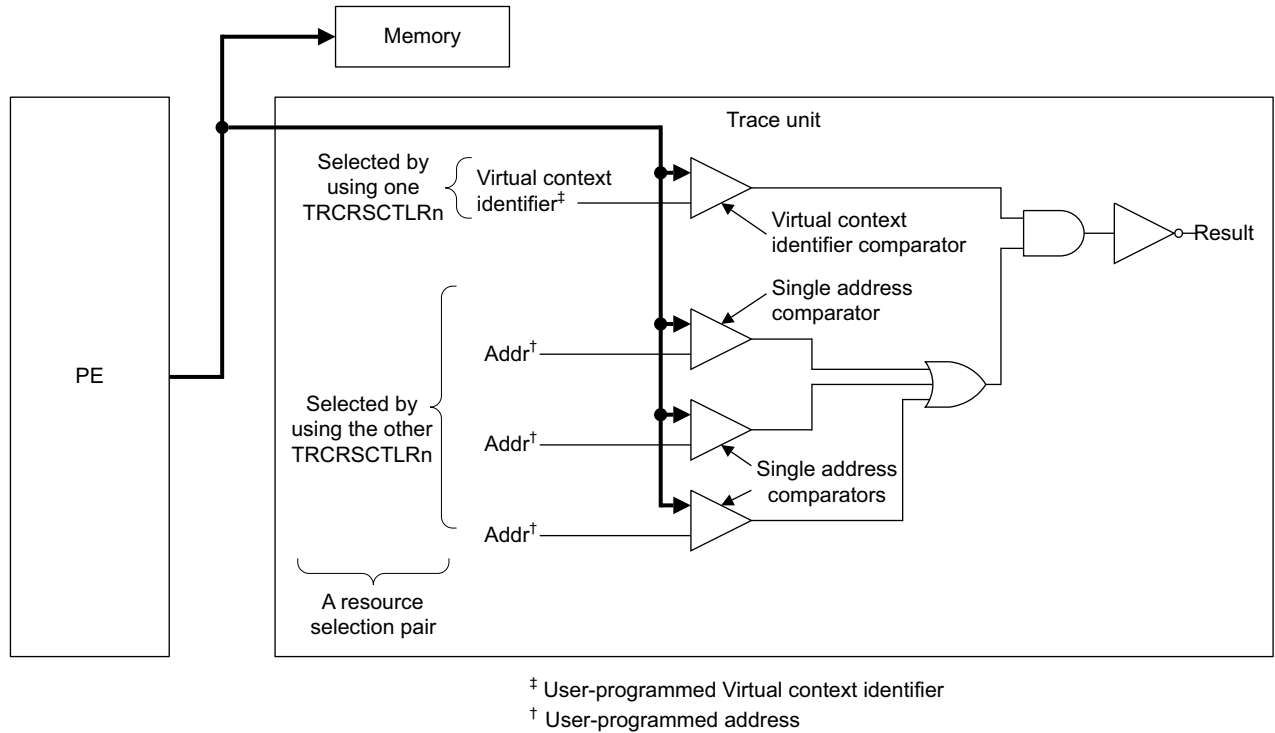 Memory
Trace unit
Selected by
using one
TRCRSCTLRn
Virtual context
identifier‡
Virtual context
identifier comparator
Result
Single address
comparator
PE
Addr†
Selected by
using the other
TRCRSCTLRn
Addr†
Single address
comparators
Addr†
A resource
selection pair
‡ User-programmed Virtual context identifier
† User-programmed address